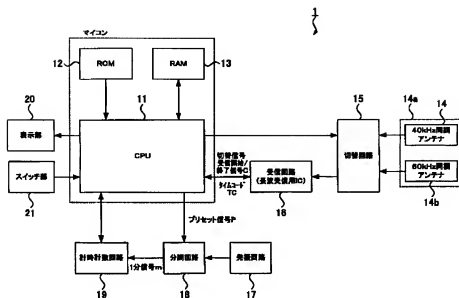 1
マイコン
12
ROM
RAM
13
20
表示部
11
CPU
15
切替回路
14a
14
40kHz同調
アンテナ
60kHz同調
アンテナ
14b
スイッチ部
21
切替信号
受信開始/
終了信号C
タイムコード
TC
受信回路
(長波受信用IC)
16
プリセット信号P
計時計数回路
19
1分信号m
分周回路
18
発振回路
17